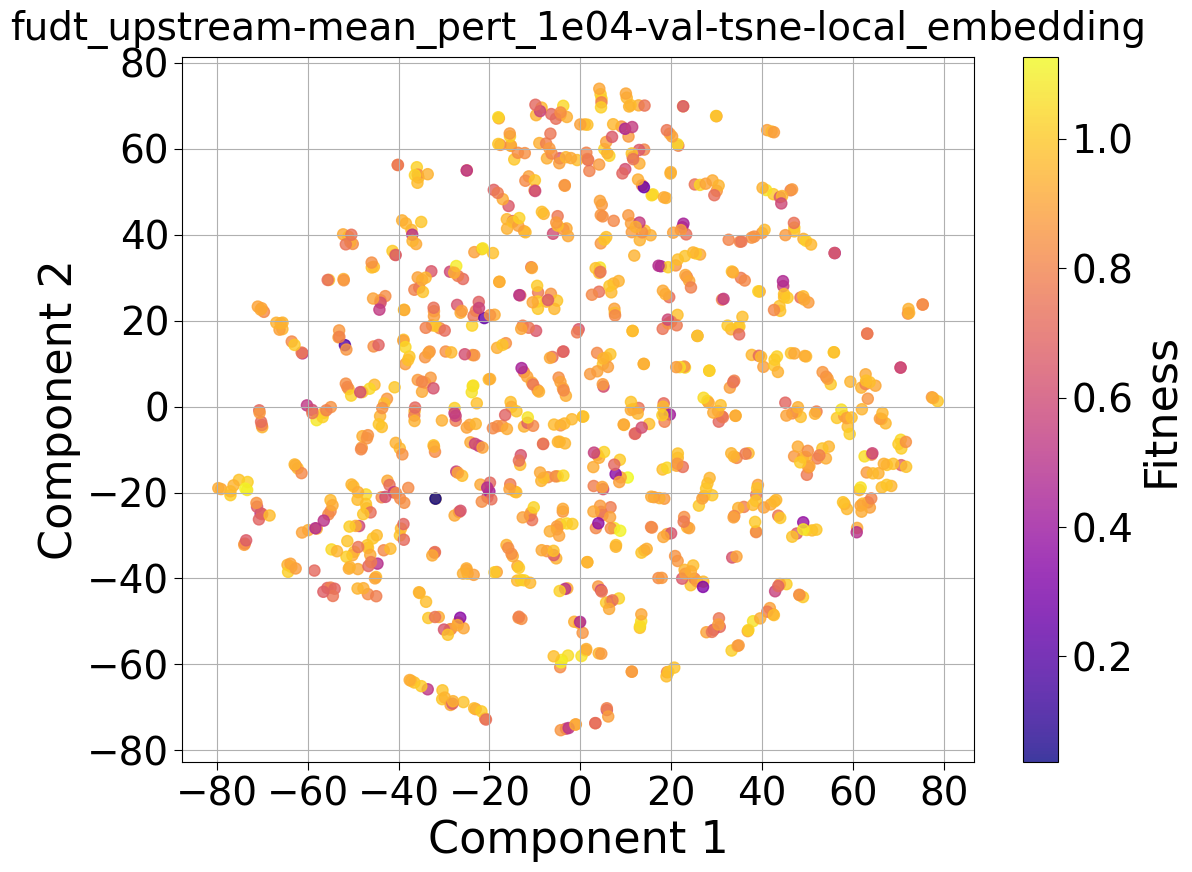 fudt_upstream-mean_pert_1e04-val-tsne-local_embedding
80
60
40
20
0
−20
−40
−60
−80
−80 −60 −40 −20 0 20 40 60 80
Component 1
Component 2
1.0
0.8
0.6
0.4
0.2
Fitness